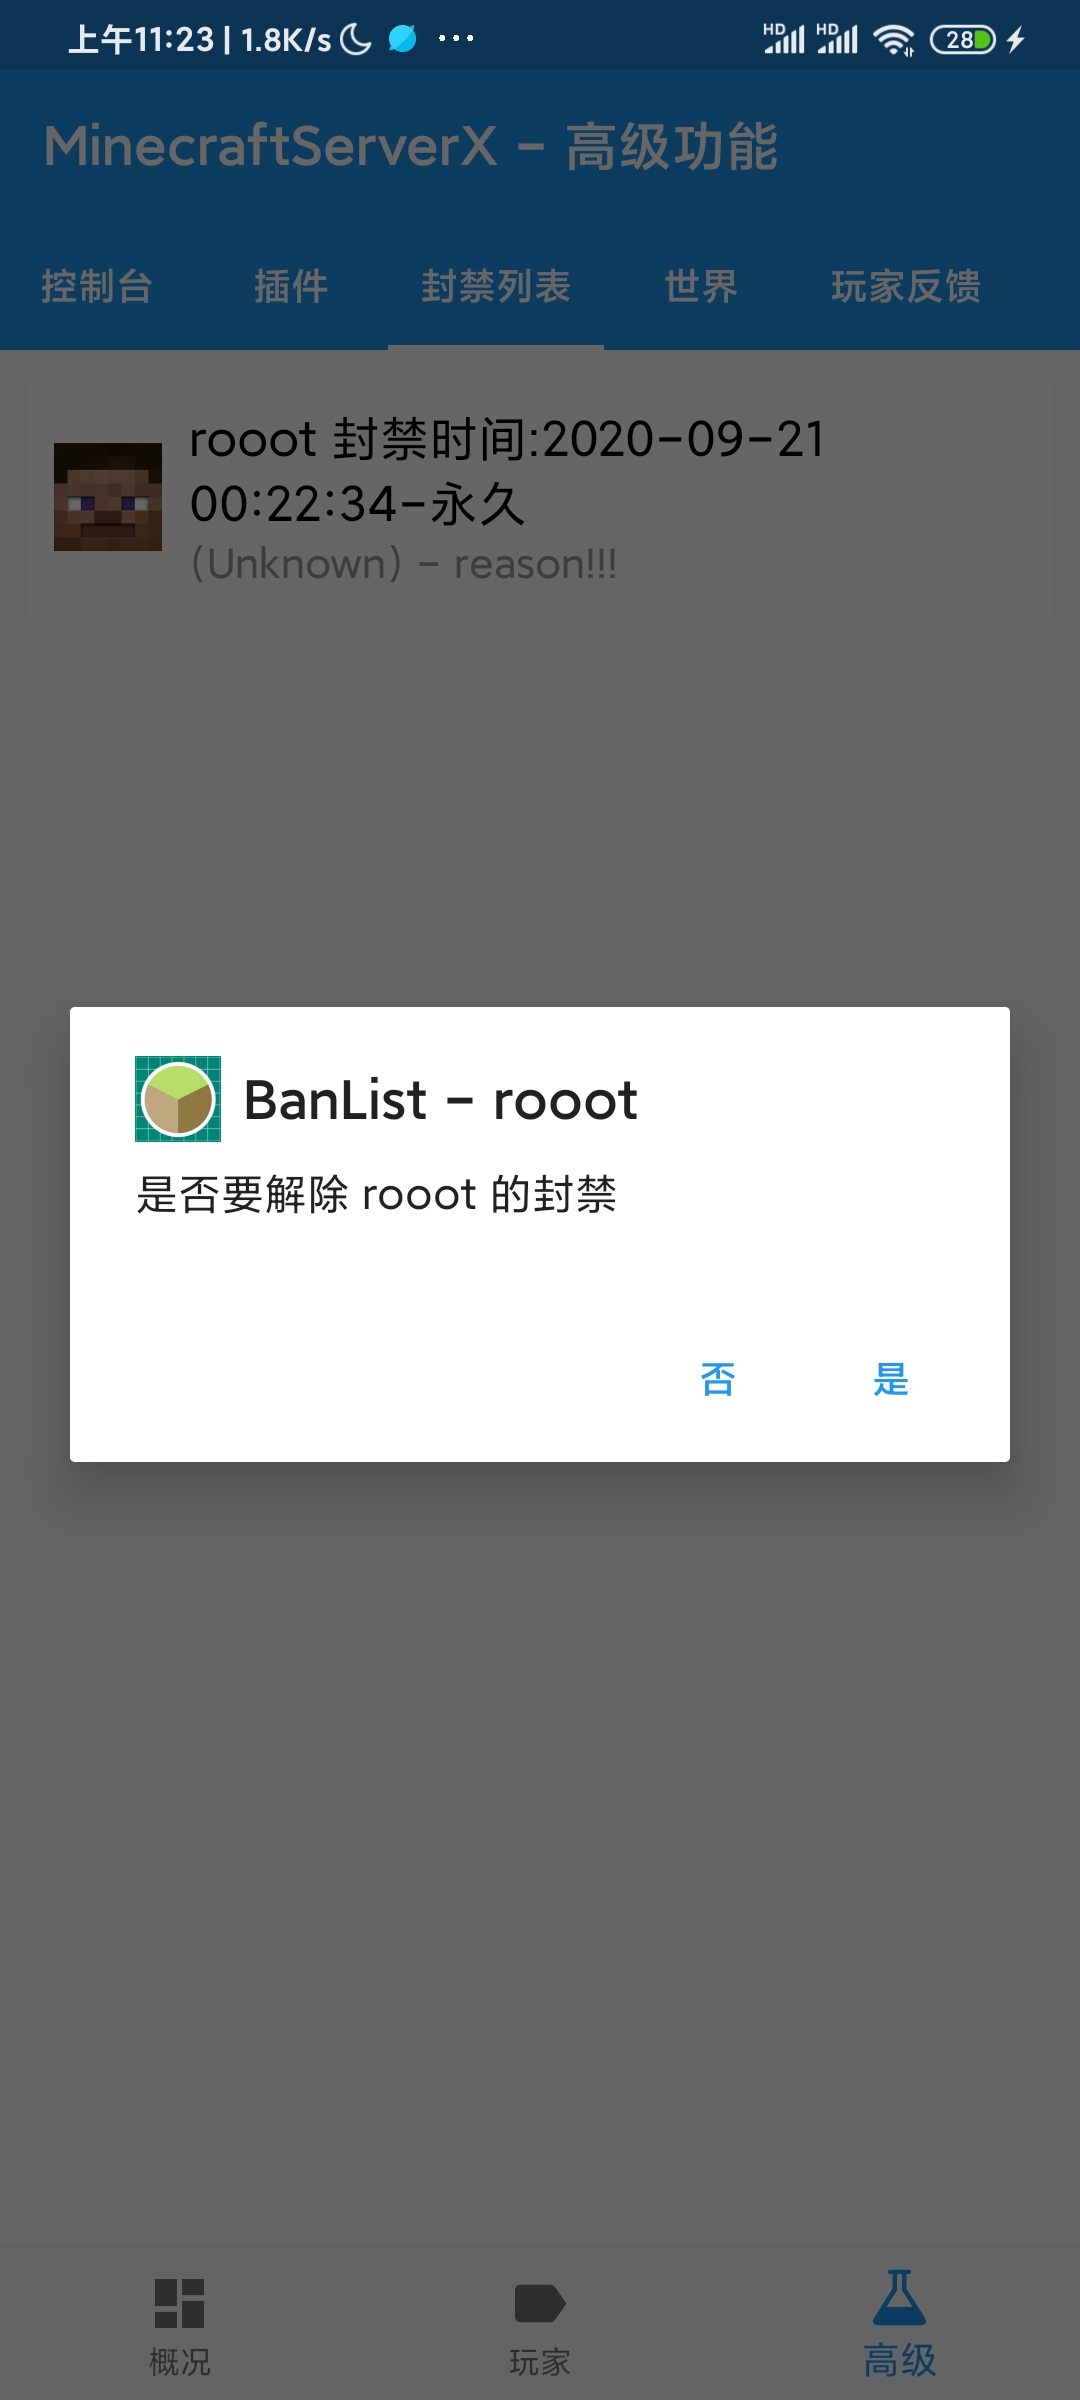 上午11:23 | 1.8K/s ...
HD HD 28
MinecraftServerX - 高级功能
控制台 插件 封禁列表 世界 玩家反馈
rooot 封禁时间:2020-09-21
00:22:34-永久
(Unknown) - reason!!!
BanList - rooot
是否要解除 rooot 的封禁
否 是
概况 玩家 高级